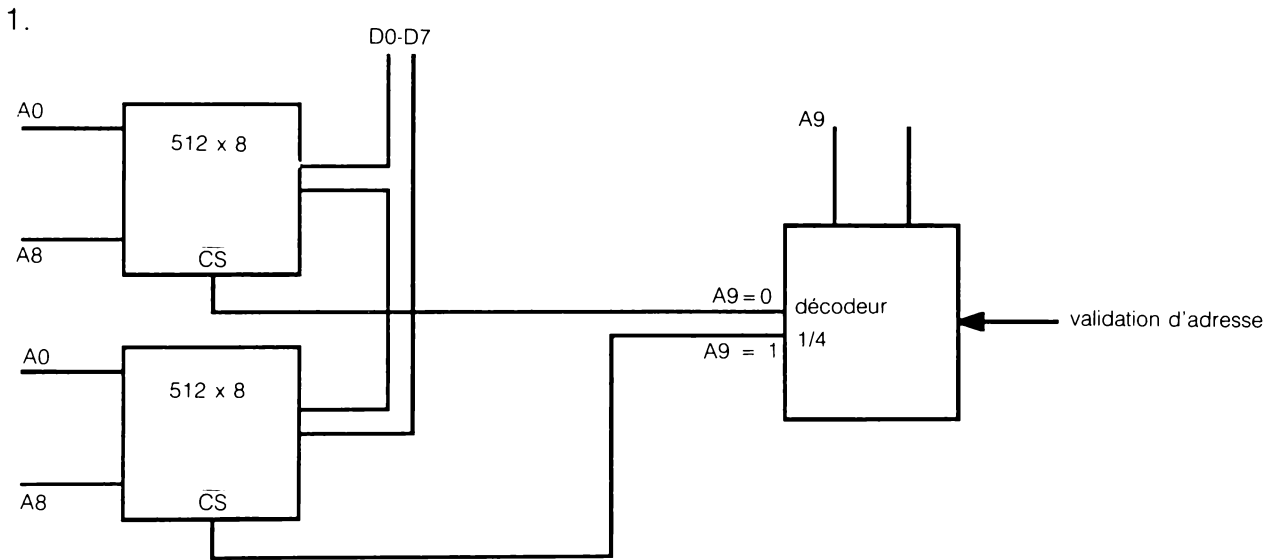 1.
D0-D7
A0
512 x 8
A8
CS
A9
A9=0
décodeur
1/4
A9 = 1
validation d'adresse
A0
512 x 8
A8
CS